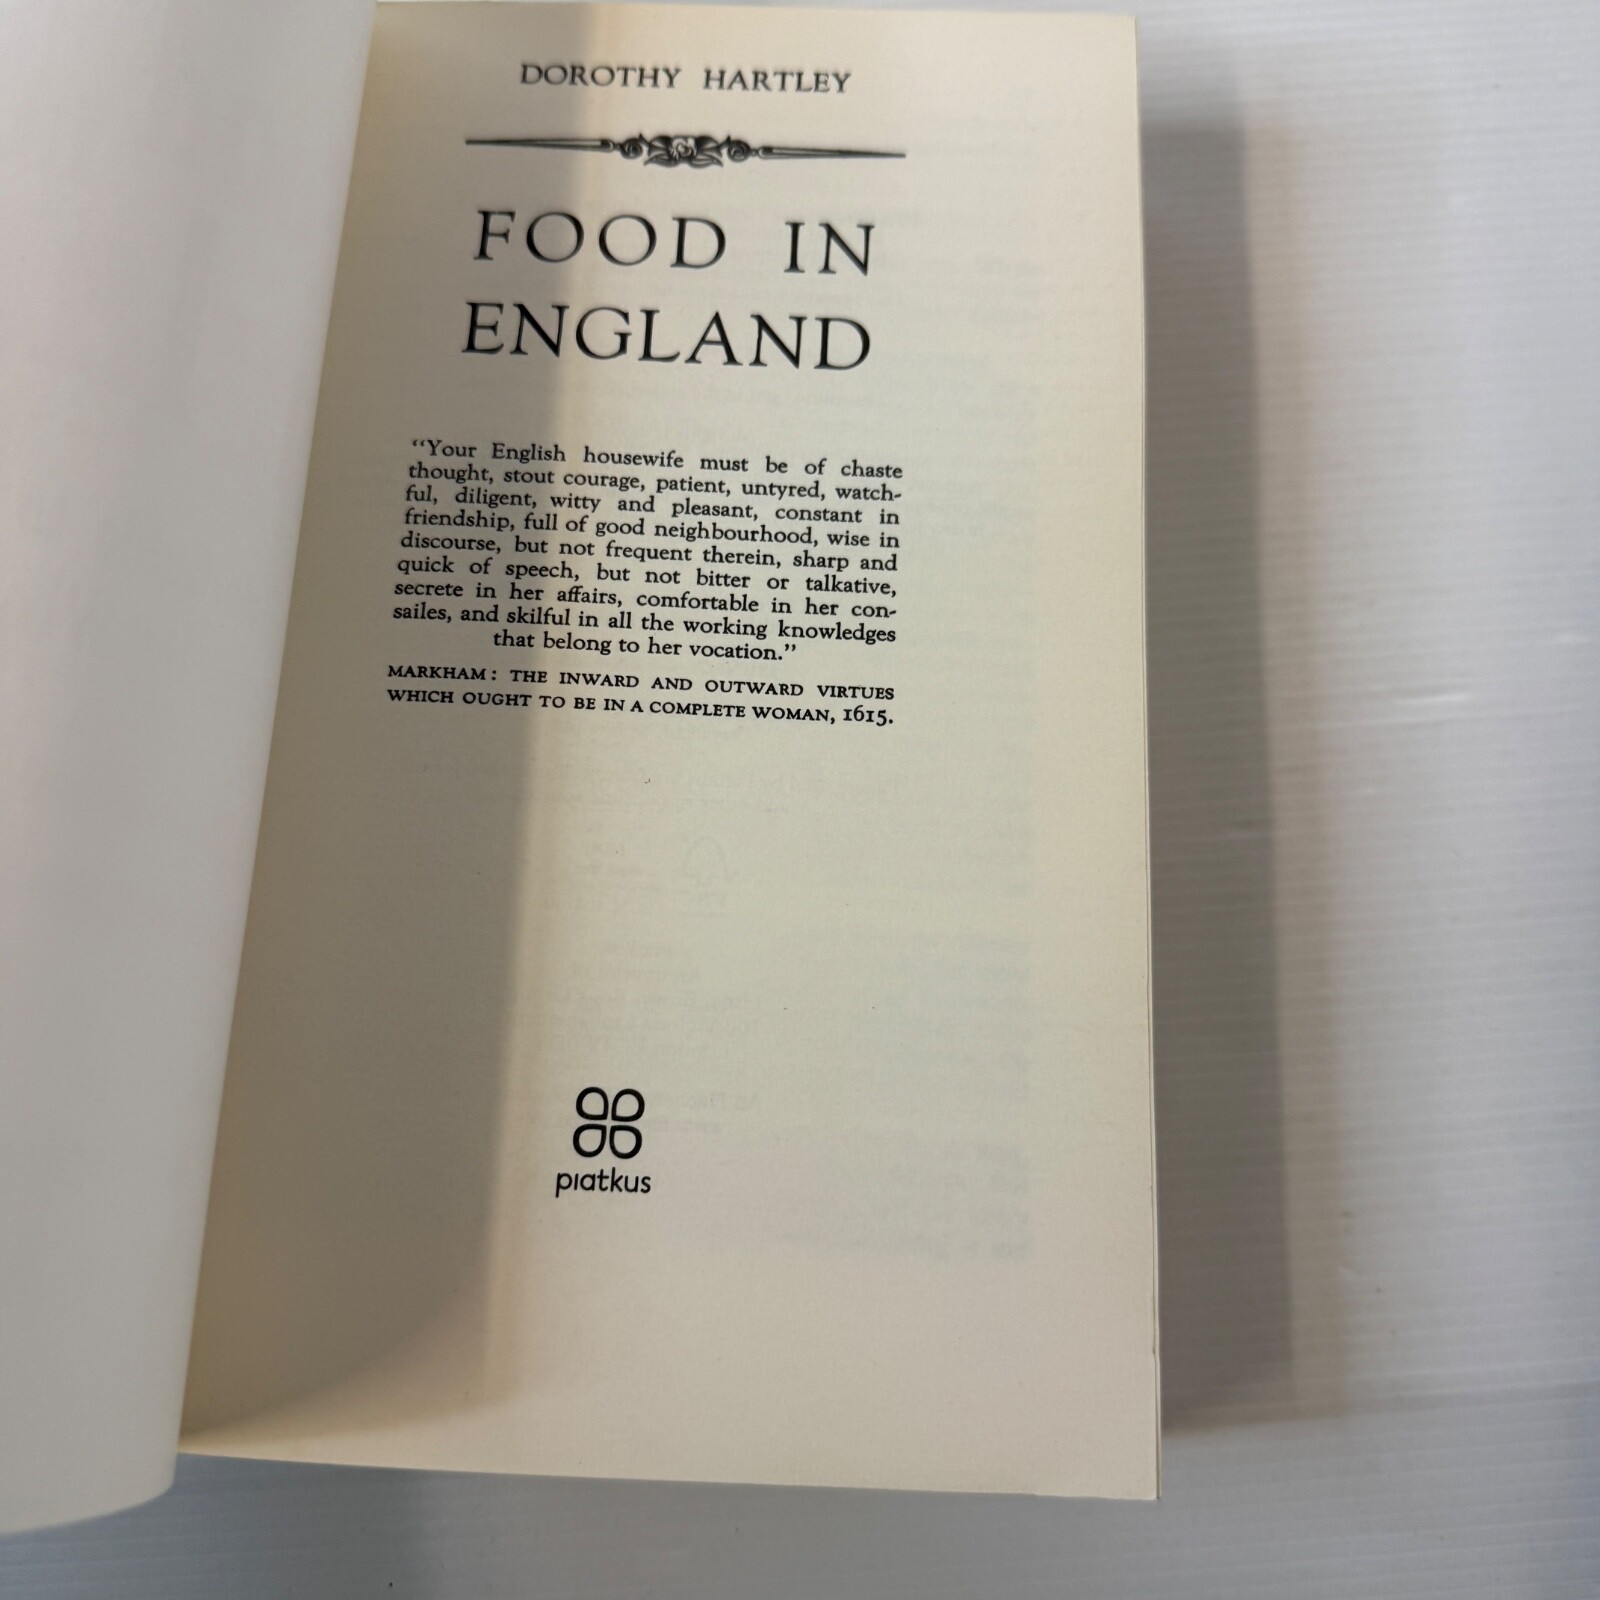 DOROTHY HARTLEY
FOOD IN
ENGLAND
“Your English housewife must be of chaste
thought, stout courage, patient, untyred, watch-
ful, diligent, witty and pleasant, constant in
friendship, full of good neighbourhood, wise in
discourse, but not frequent therein, sharp and
quick of speech, but not bitter or talkative,
secrete in her affairs, comfortable in her con-
sailes, and skilful in all the working knowledges
that belong to her vocation.”
MARKHAM: THE INWARD AND OUTWARD VIRTUES
WHICH OUGHT TO BE IN A COMPLETE WOMAN, 1615.
piatkus